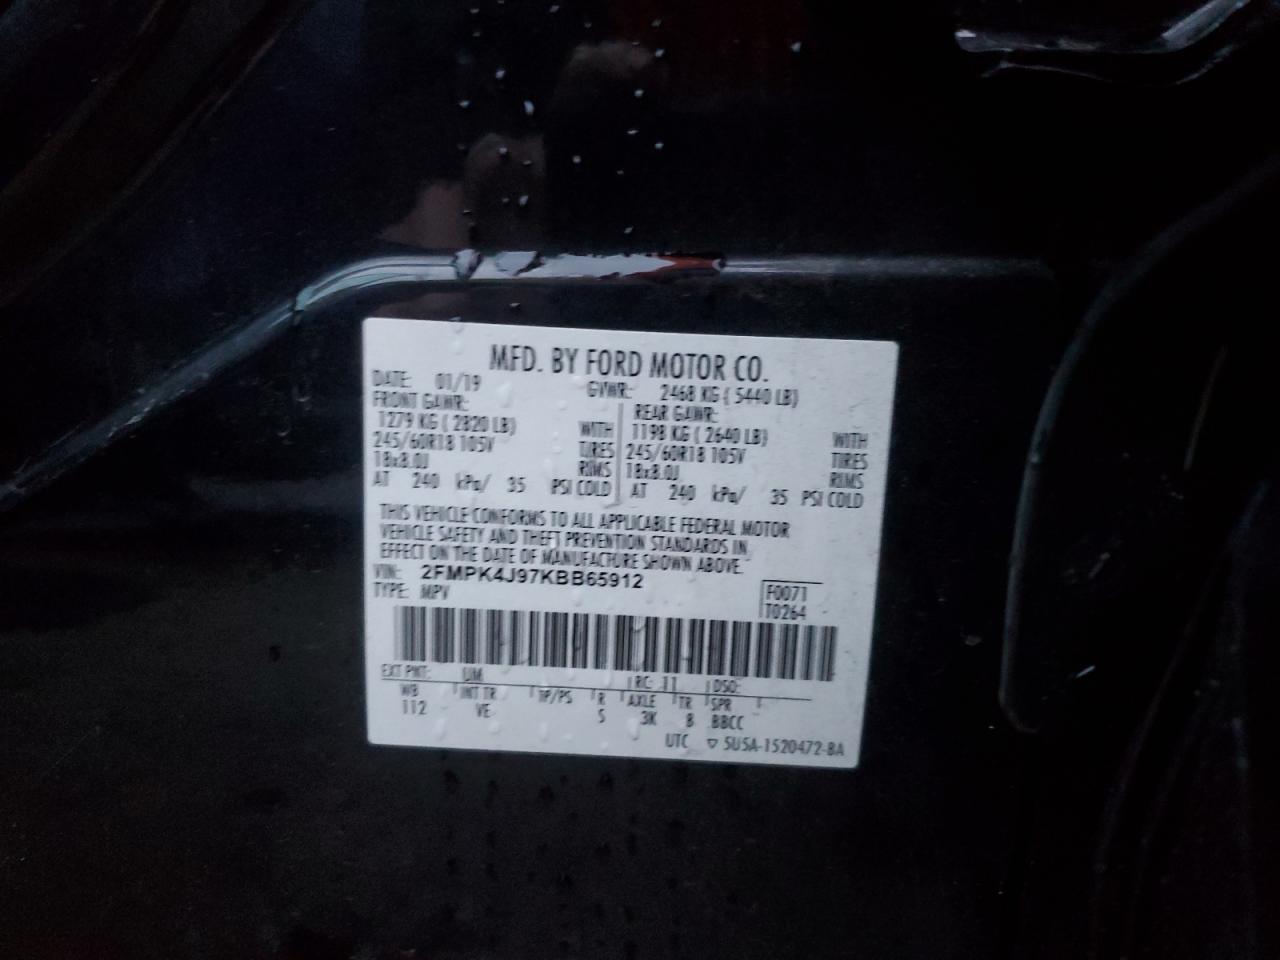 MFD. BY FORD MOTOR CO.
DATE: 01/19 GVWR: 2468 KG ( 5440 LB)
FRONT GAWR: REAR GAWR:
1279 KG ( 2820 LB) WITH 1198 KG ( 2640 LB) WITH
245/60R18 105V TIRES 245/60R18 105V TIRES
18x8.0J RIMS 18x8.0J RIMS
AT 240 kPa/ 35 PSI COLD AT 240 kPa/ 35 PSI COLD
THIS VEHICLE CONFORMS TO ALL APPLICABLE FEDERAL MOTOR
VEHICLE SAFETY AND THEFT PREVENTION STANDARDS IN
EFFECT ON THE DATE OF MANUFACTURE SHOWN ABOVE.
VIN: 2FMPK4J97KBB65912 F0071
TYPE: MPV T0264
EXT PNT: UM RC: 11 DSO:
WB INT TR TP/PS R AXLE TR SPR
112 VE S 3K 8 BBCC
UTC ▽ 5U5A-1520472-BA